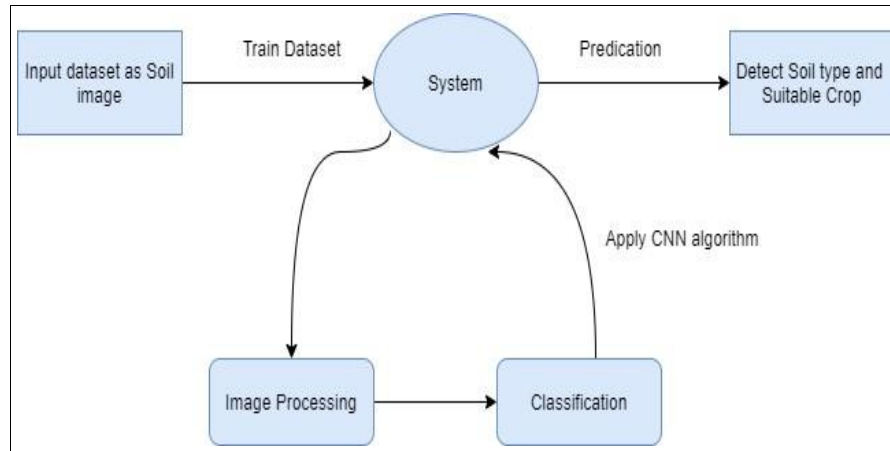 Train Dataset
Predication
Input dataset as Soil
image
System
Detect Soil type and
Suitable Crop
Apply CNN algorithm
Image Processing
Classification